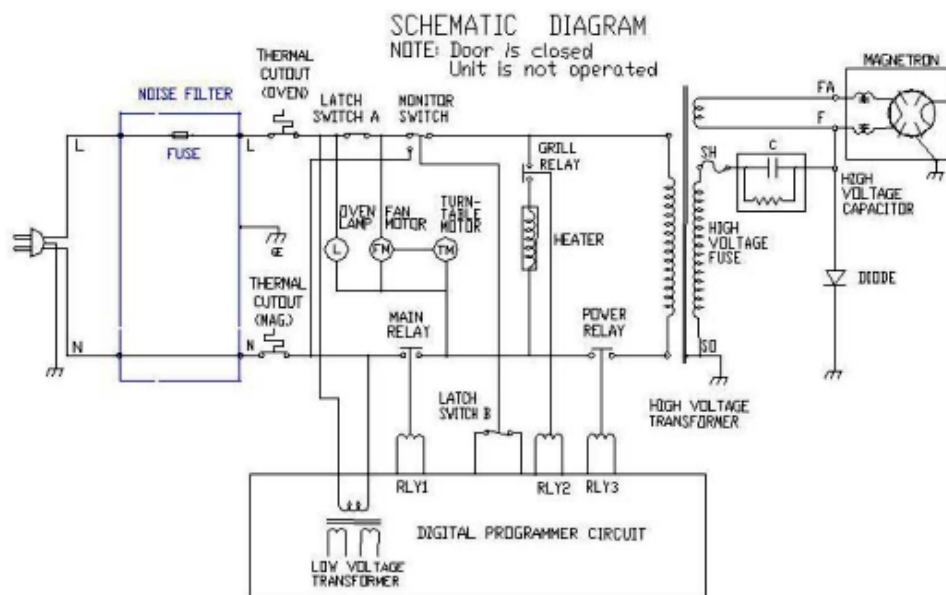 SCHEMATIC DIAGRAM
NOTE: Door is closed
Unit is not operated
THERMAL
CUTOUT
(OVEN)
NOISE FILTER
LATCH
SWITCH A
MONITOR
SWITCH
MAGNETRON
FA
F
L
FUSE
L
GRILL
RELAY
SH
C
HIGH
VOLTAGE
CAPACITOR
OVEN
LAMP
FAN
MOTOR
TURN-
TABLE
MOTOR
L
FM
TM
HEATER
HIGH
VOLTAGE
FUSE
GE
DIODE
THERMAL
CUTOUT
(MAG.)
MAIN
RELAY
POWER
RELAY
N
N
SO
LATCH
SWITCH B
HIGH VOLTAGE
TRANSFORMER
RLY1
RLY2
RLY3
DIGITAL PROGRAMMER CIRCUIT
LOW VOLTAGE
TRANSFORMER